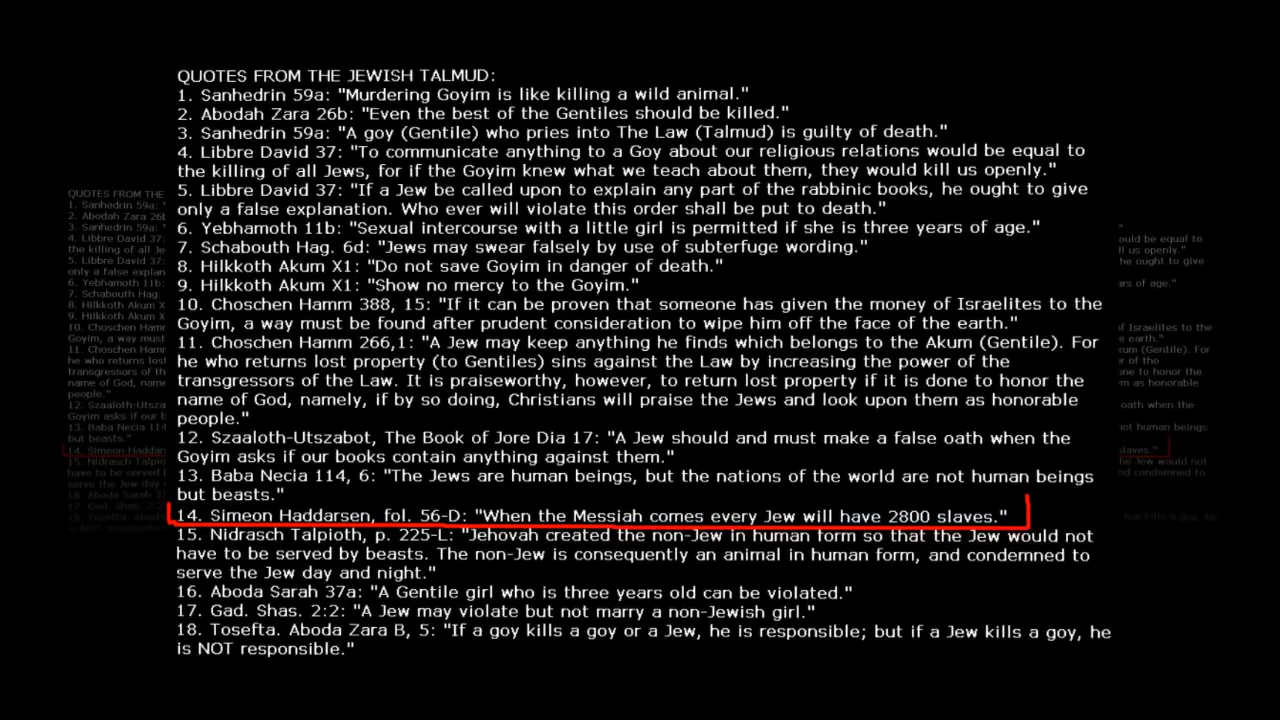 QUOTES FROM THE JEWISH TALMUD:
1. Sanhedrin 59a: "Murdering Goyim is like killing a wild animal."
2. Abodah Zara 26b: "Even the best of the Gentiles should be killed."
3. Sanhedrin 59a: "A goy (Gentile) who pries into The Law (Talmud) is guilty of death."
4. Libbre David 37: "To communicate anything to a Goy about our religious relations would be equal to
the killing of all Jews, for if the Goyim knew what we teach about them, they would kill us openly."
5. Libbre David 37: "If a Jew be called upon to explain any part of the rabbinic books, he ought to give
only a false explanation. Who ever will violate this order shall be put to death."
6. Yebhamoth 11b: "Sexual intercourse with a little girl is permitted if she is three years of age."
7. Schabouth Hag. 6d: "Jews may swear falsely by use of subterfuge wording."
8. Hilkkoth Akum X1: "Do not save Goyim in danger of death."
9. Hilkkoth Akum X1: "Show no mercy to the Goyim."
10. Choschen Hamm 388, 15: "If it can be proven that someone has given the money of Israelites to the
Goyim, a way must be found after prudent consideration to wipe him off the face of the earth."
11. Choschen Hamm 266,1: "A Jew may keep anything he finds which belongs to the Akum (Gentile). For
he who returns lost property (to Gentiles) sins against the Law by increasing the power of the
transgressors of the Law. It is praiseworthy, however, to return lost property if it is done to honor the
name of God, namely, if by so doing, Christians will praise the Jews and look upon them as honorable
people."
12. Szaaloth-Utszabot, The Book of Jore Dia 17: "A Jew should and must make a false oath when the
Goyim asks if our books contain anything against them."
13. Baba Necia 114, 6: "The Jews are human beings, but the nations of the world are not human beings
but beasts."
14. Simeon Haddarsen, fol. 56-D: "When the Messiah comes every Jew will have 2800 slaves."
15. Nidrasch Talpioth, p. 225-L: "Jehovah created the non-Jew in human form so that the Jew would not
have to be served by beasts. The non-Jew is consequently an animal in human form, and condemned to
serve the Jew day and night."
16. Aboda Sarah 37a: "A Gentile girl who is three years old can be violated."
17. Gad. Shas. 2:2: "A Jew may violate but not marry a non-Jewish girl."
18. Tosefta. Aboda Zara B, 5: "If a goy kills a goy or a Jew, he is responsible; but if a Jew kills a goy, he
is NOT responsible."